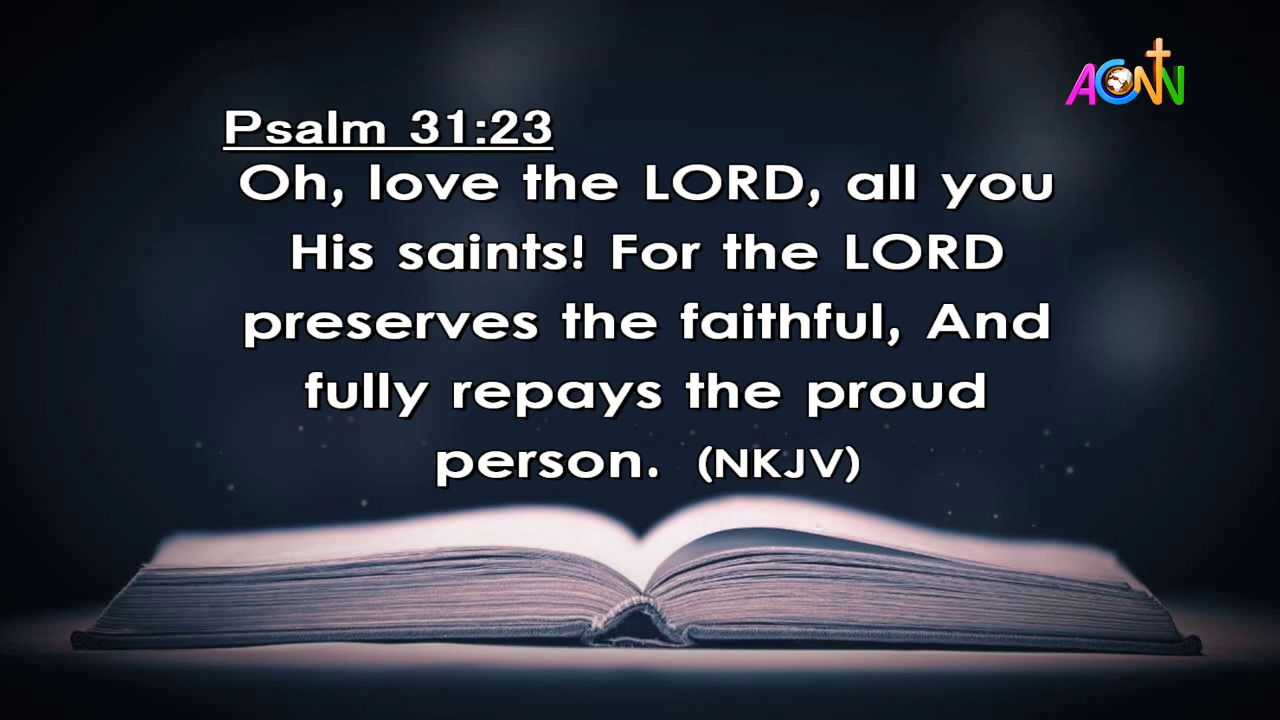 ACNN
Psalm 31:23
Oh, love the LORD, all you
His saints! For the LORD
preserves the faithful, And
fully repays the proud
person. (NKJV)